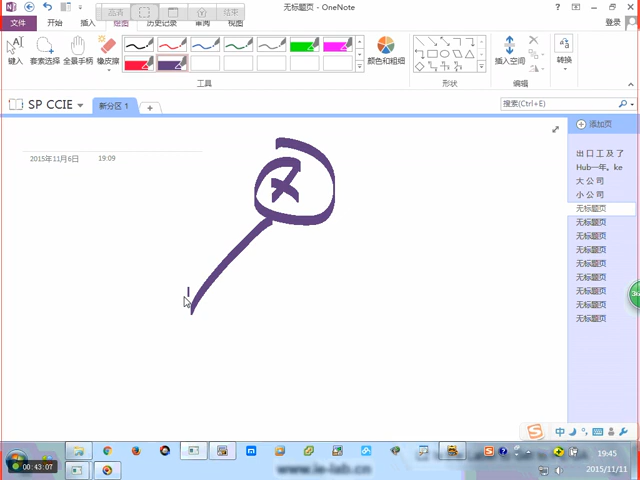 高清
结束
无标题页 - OneNote
文件
开始
插入
绘图
历史记录
审阅
视图
登录
键入
套索选择
全景手柄
橡皮擦
颜色和粗细
插入空间
转换
工具
形状
编辑
SP CCIE
新分区 1
搜索(Ctrl+E)
添加页
2015年11月6日
19:09
出 口 工 及 了
Hub一年。ke
大 公 司
小 公 司
无标题页
无标题页
无标题页
无标题页
无标题页
无标题页
无标题页
无标题页
无标题页
中
00:43:07
www.ie-lab.cn
19:45
2015/11/11